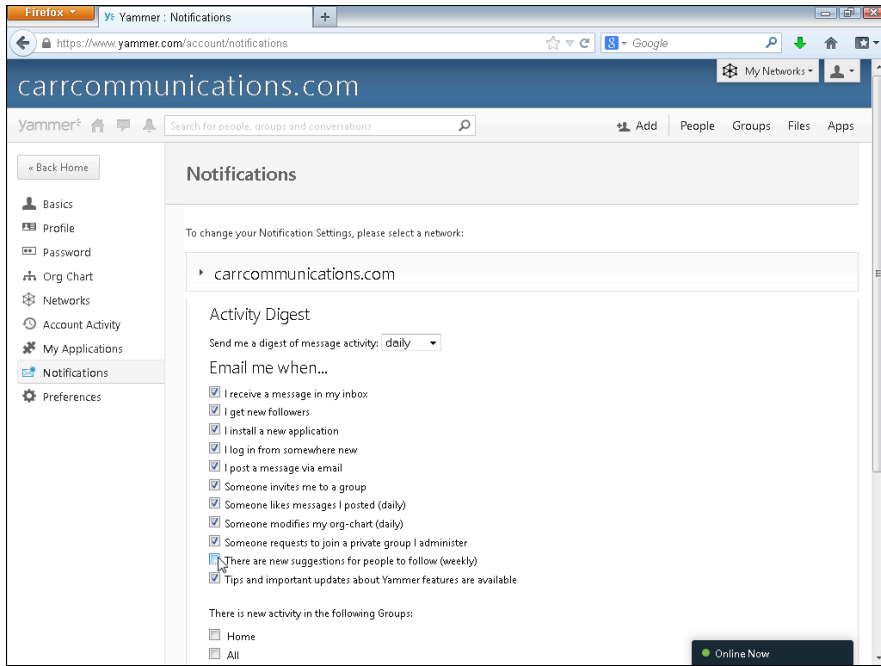 Firefox
Yammer : Notifications
https://www.yammer.com/account/notifications
Google
carrcommunications.com
My Networks
yammer
Search for people, groups and conversations
Add People Groups Files Apps
« Back Home
Notifications
Basics
Profile
Password
Org Chart
Networks
Account Activity
My Applications
Notifications
Preferences
To change your Notification Settings, please select a network:
carrcommunications.com
Activity Digest
Send me a digest of message activity: daily
Email me when...
I receive a message in my inbox
I get new followers
I install a new application
I log in from somewhere new
I post a message via email
Someone invites me to a group
Someone likes messages I posted (daily)
Someone modifies my org-chart (daily)
Someone requests to join a private group I administer
There are new suggestions for people to follow (weekly)
Tips and important updates about Yammer features are available
There is new activity in the following Groups:
Home
All
Online Now